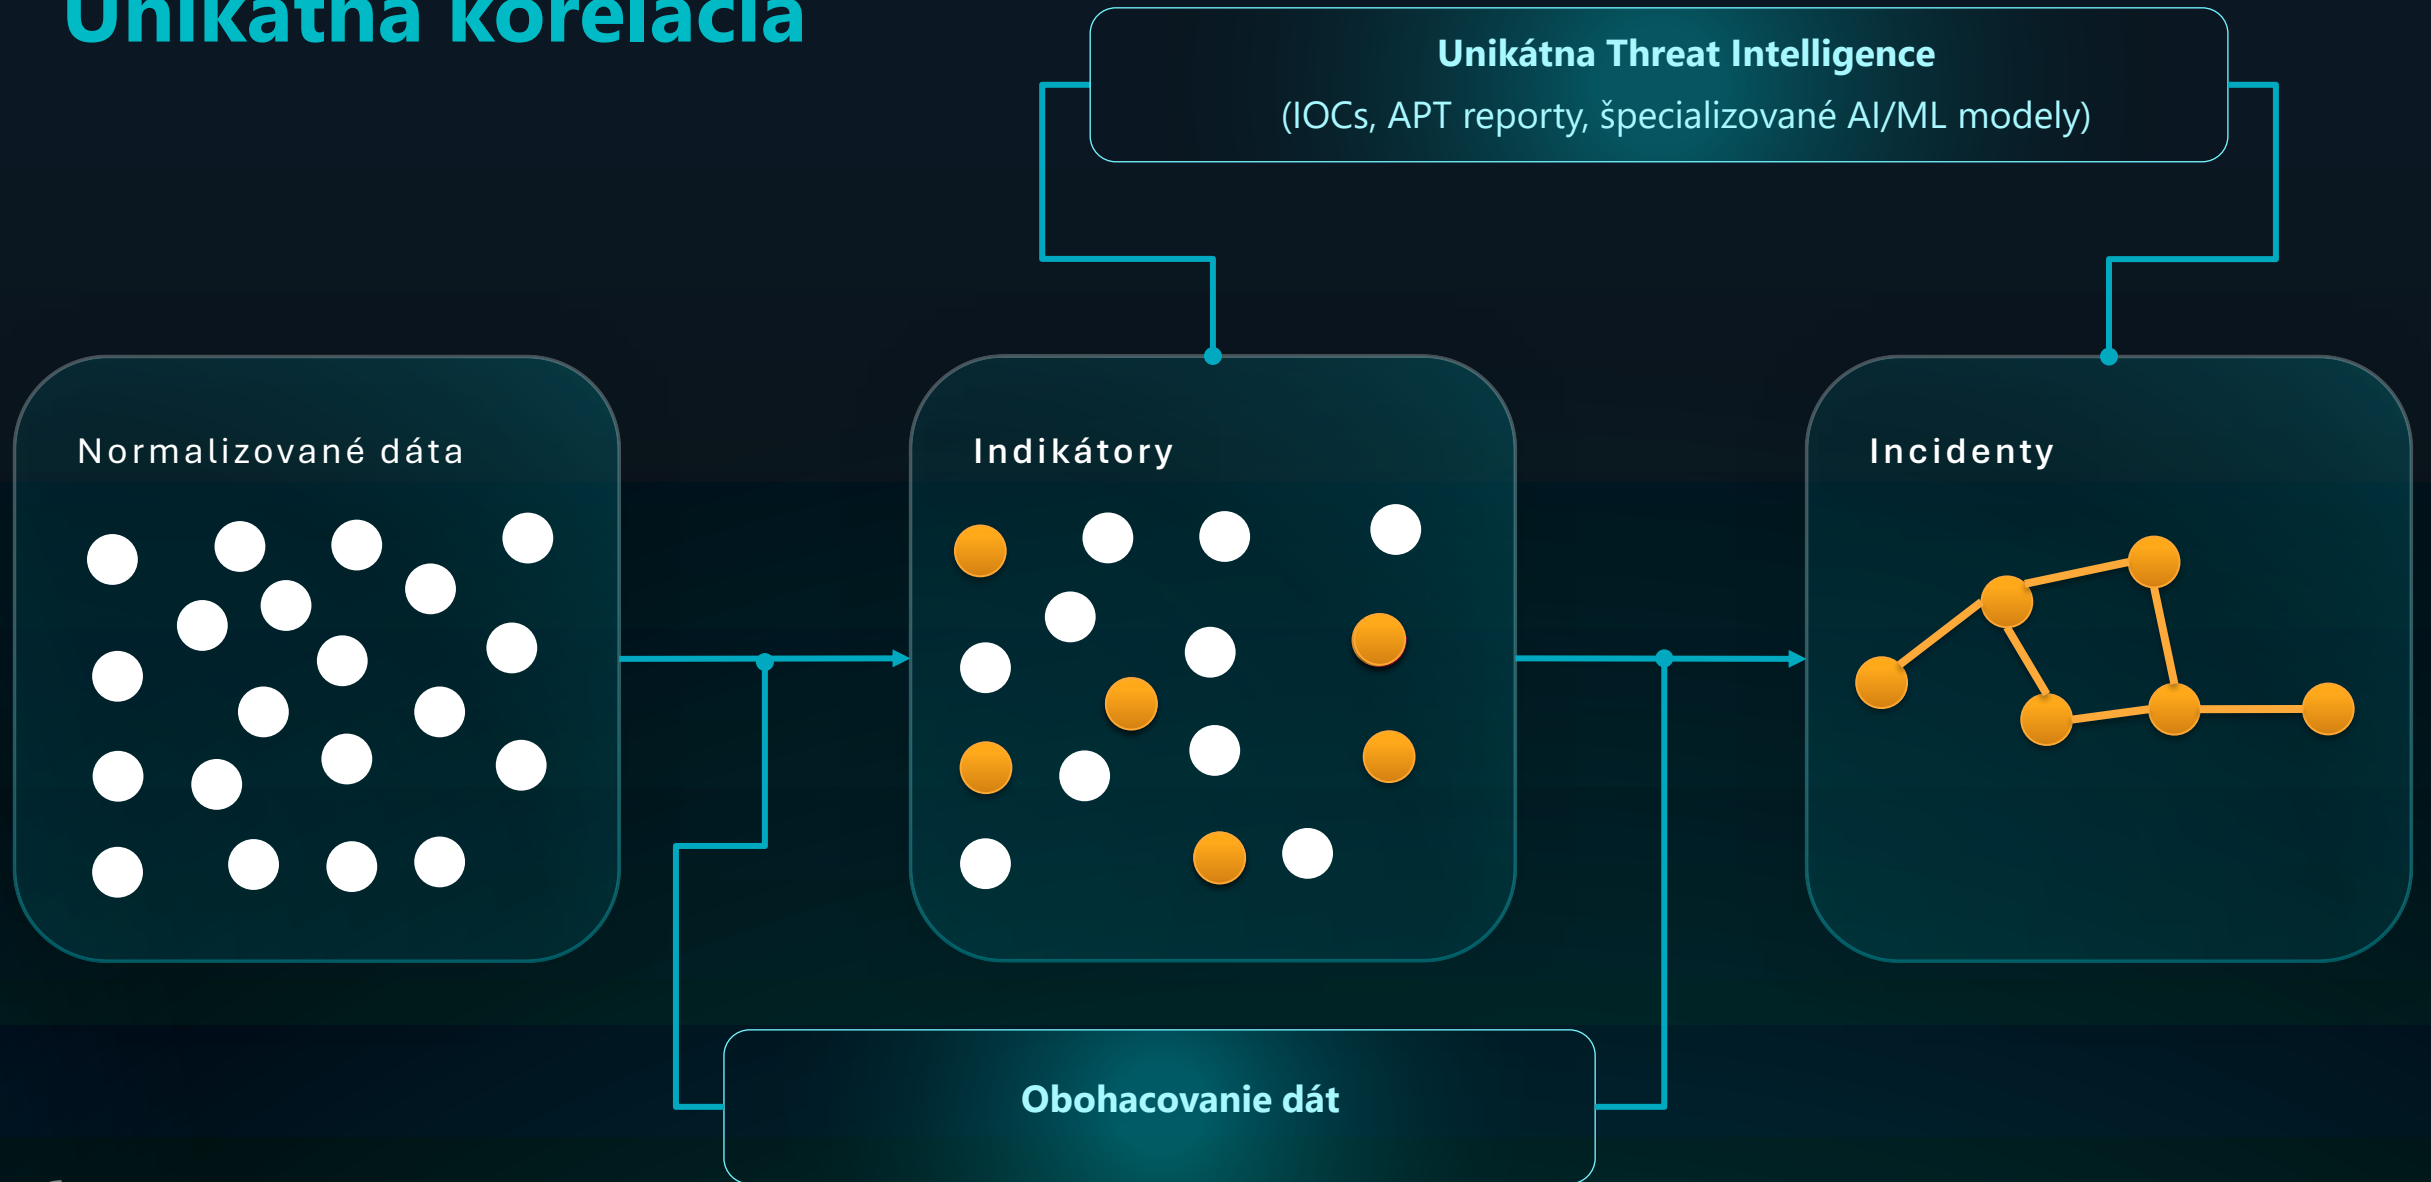 Unikátna korelácia
Unikátna Threat Intelligence
(IOCs, APT reporty, špecializované AI/ML modely)
Normalizované dáta
Indikátory
Incidenty
Obohacovanie dát